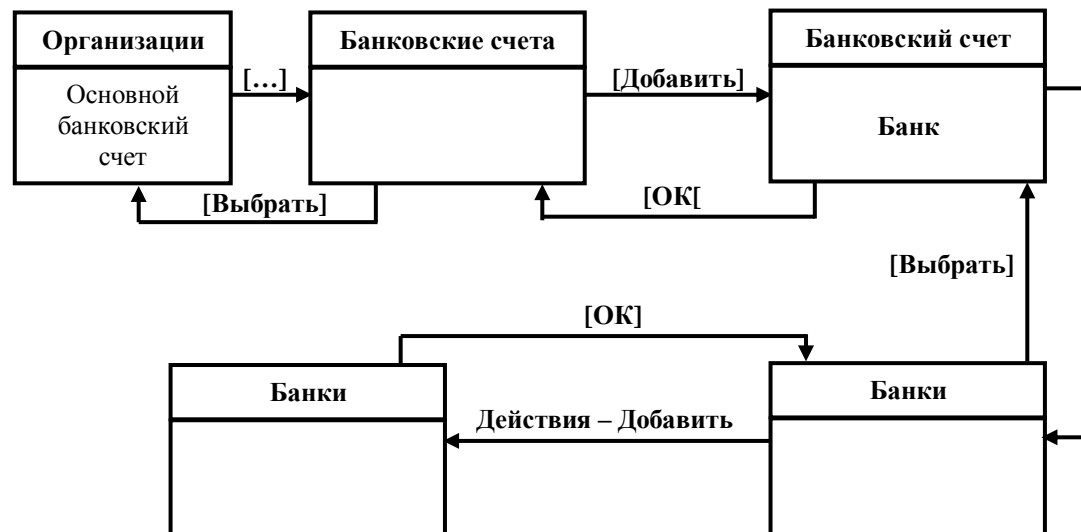 Организации
Банковские счета
Банковский счет
[…]
[Добавить]
Основной
банковский
счет
Банк
[Выбрать]
[ОК[
[Выбрать]
[ОК]
Банки
Банки
Действия – Добавить